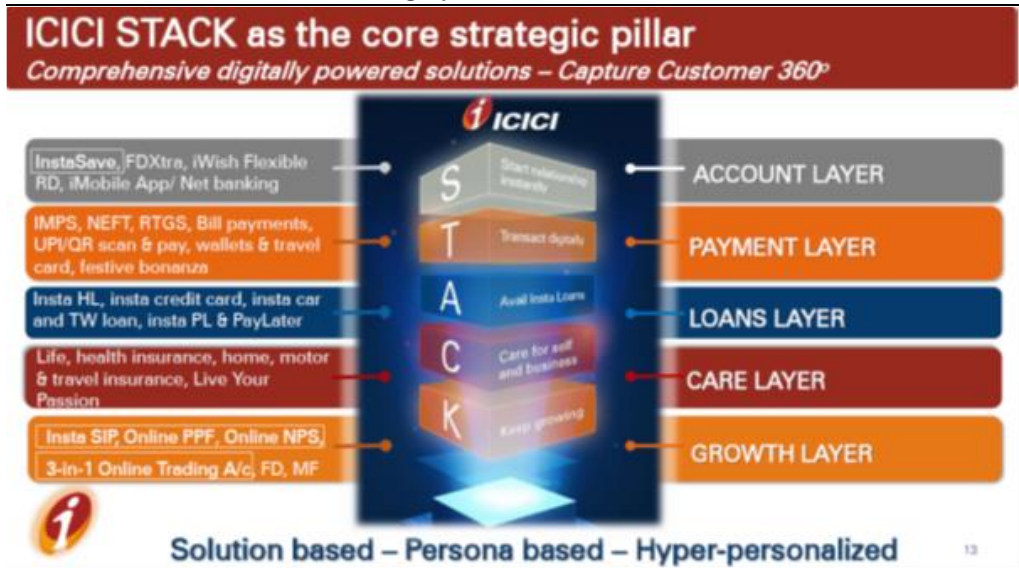 ICICI STACK as the core strategic pillar
Comprehensive digitally powered solutions – Capture Customer 360º
ICICI
InstaSave, FDXtra, iWish Flexible
RD, iMobile App/ Net banking
S
Start relationship
instantly
ACCOUNT LAYER
IMPS, NEFT, RTGS, Bill payments,
UPI/QR scan & pay, wallets & travel
card, festive bonanza
T
Transact digitally
PAYMENT LAYER
Insta HL, insta credit card, insta car
and TW loan, insta PL & PayLater
A
Avail Insta Loans
LOANS LAYER
Life, health insurance, home, motor
& travel insurance, Live Your
Passion
C
Care for self
and business
CARE LAYER
Insta SIP, Online PPF, Online NPS,
3-in-1 Online Trading A/c, FD, MF
K
Keep growing
GROWTH LAYER
Solution based – Persona based – Hyper-personalized
13